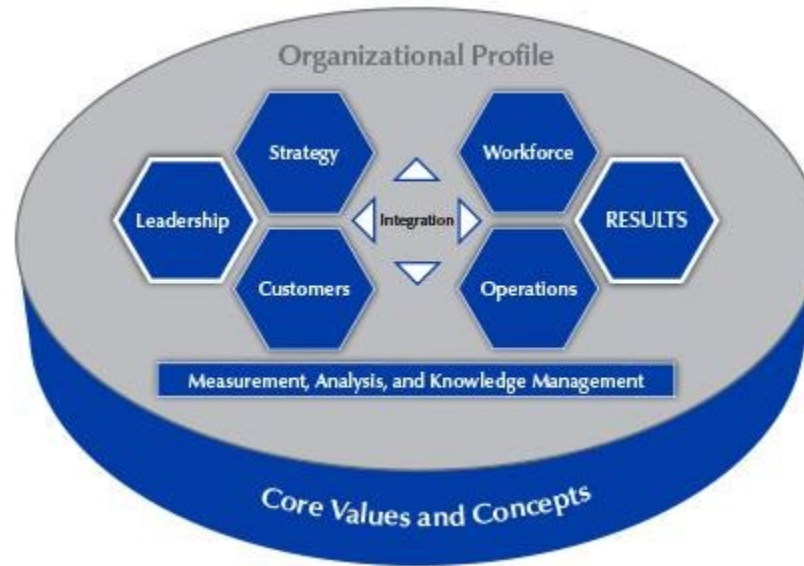 Organizational Profile
Strategy
Workforce
Leadership
Integration
RESULTS
Customers
Operations
Measurement, Analysis, and Knowledge Management
Core Values and Concepts